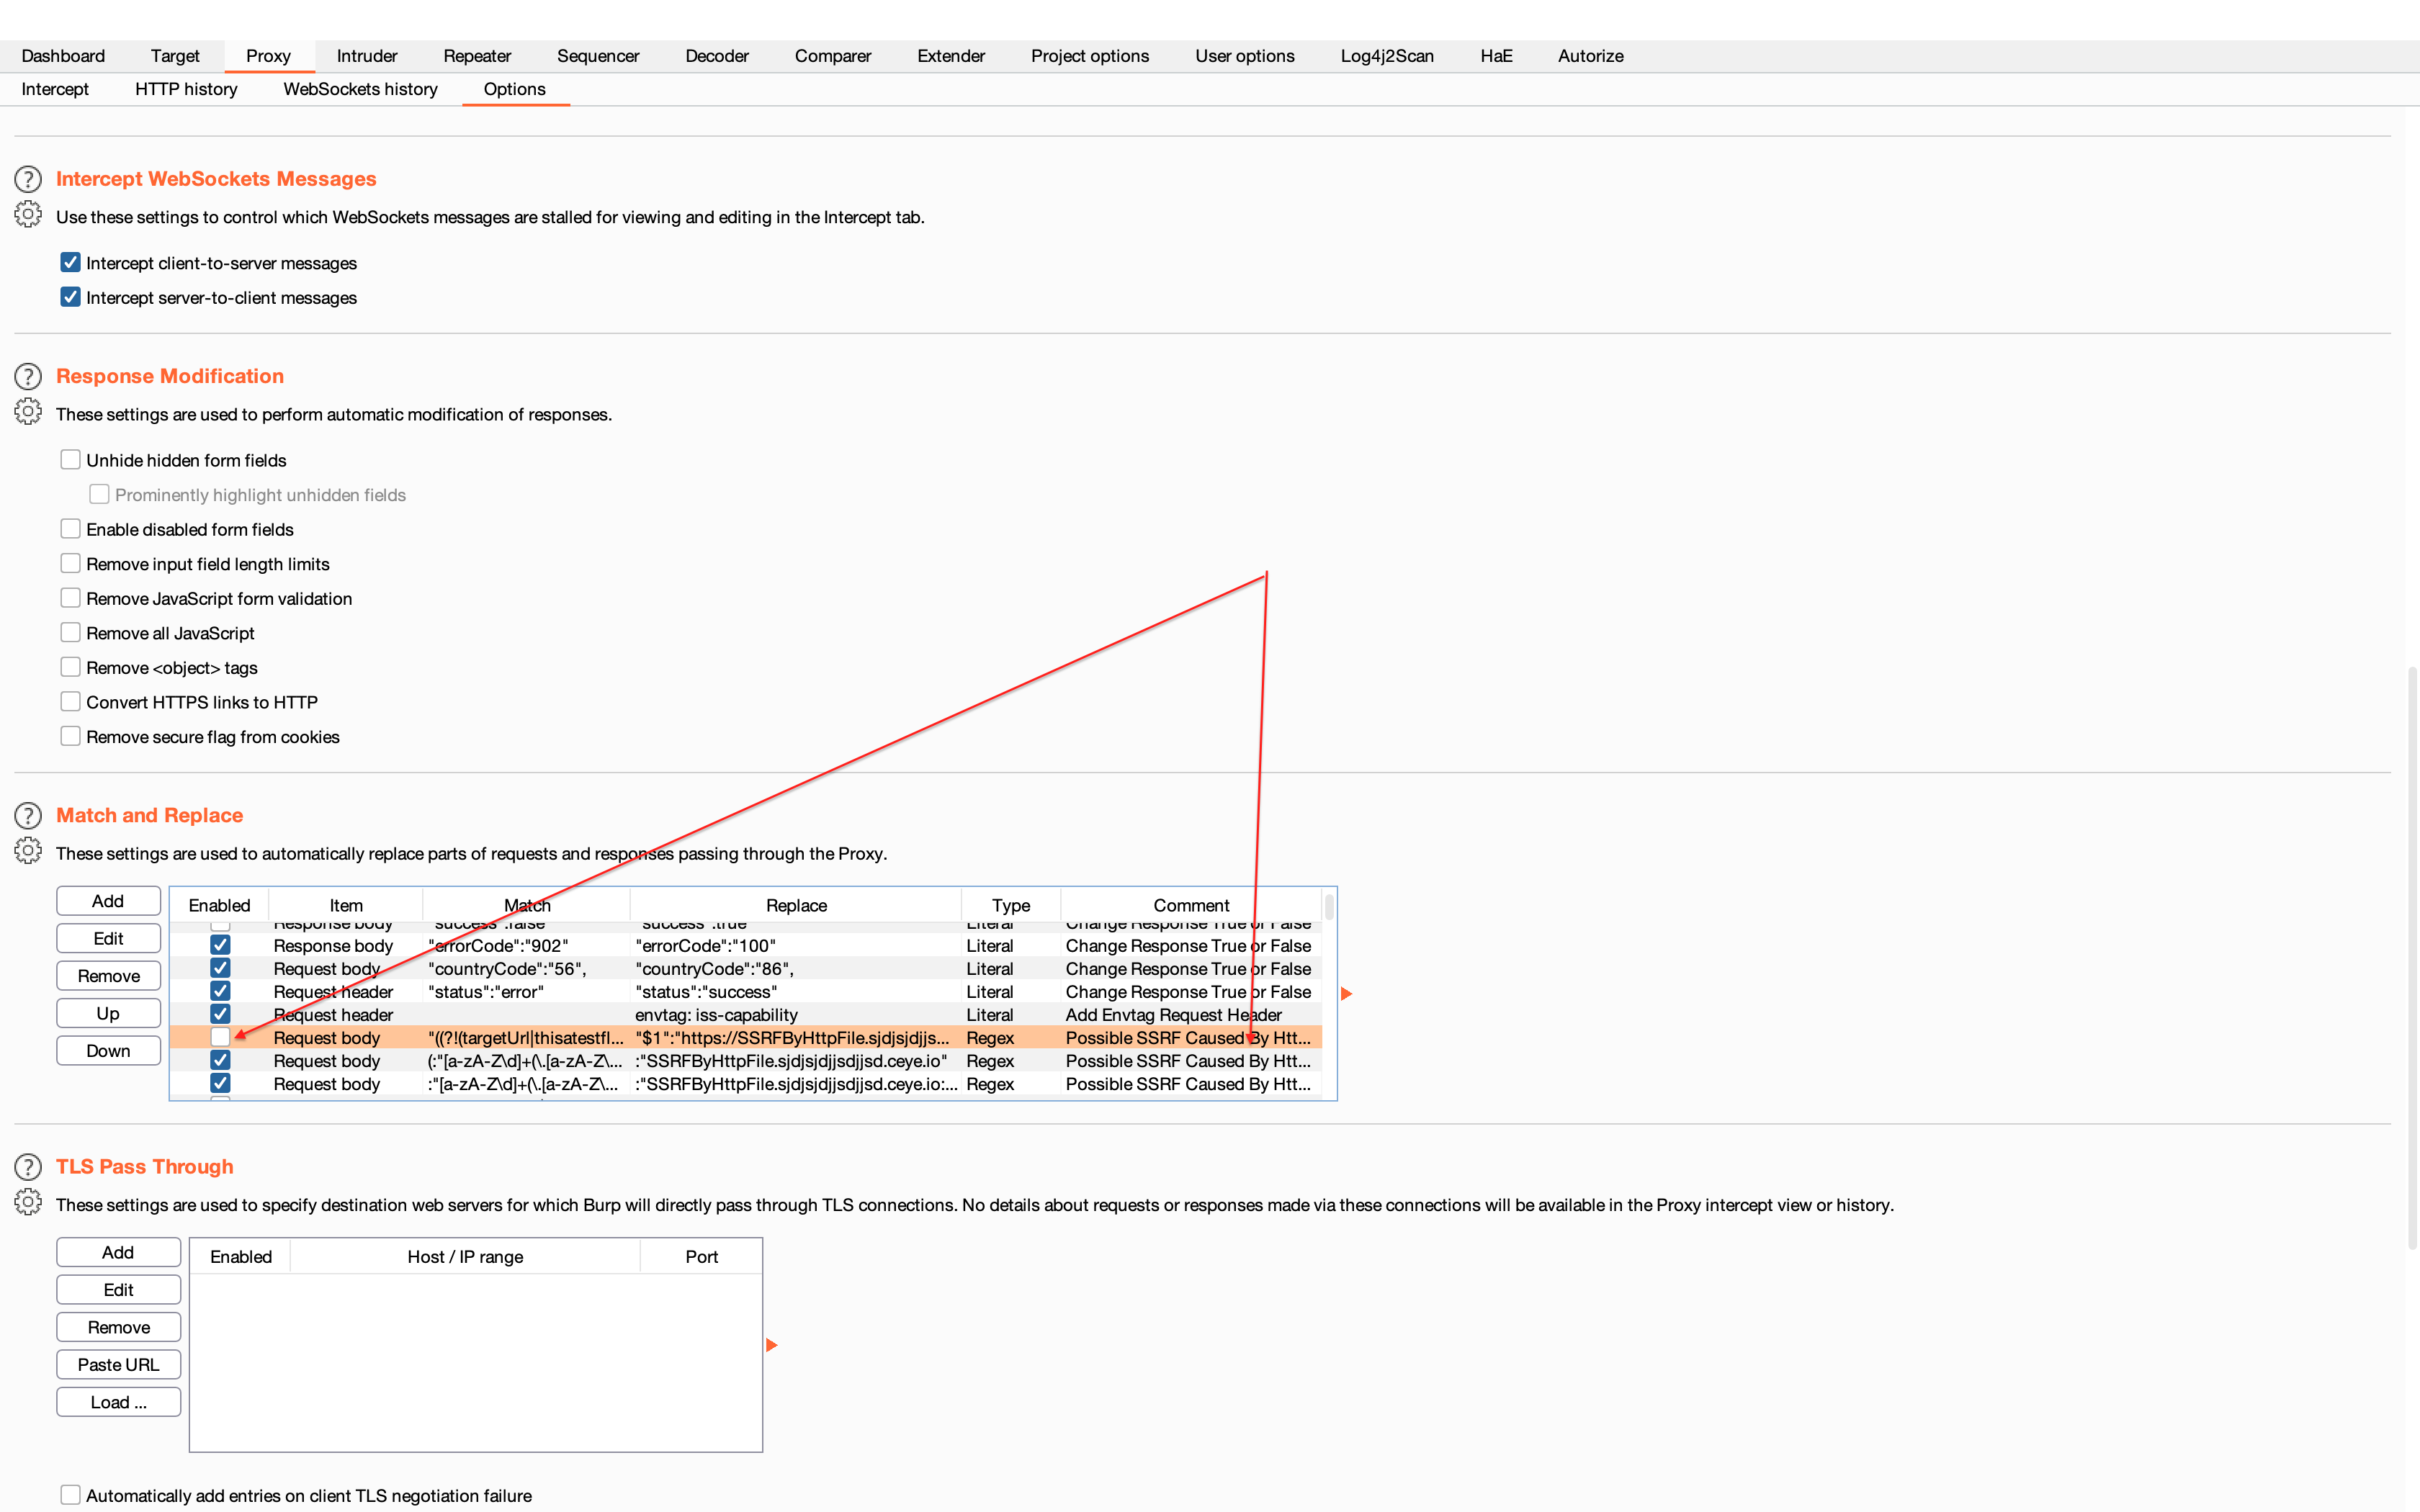 Dashboard Target Proxy Intruder Repeater Sequencer Decoder Comparer Extender Project options User options Log4j2Scan HaE Autorize
Intercept HTTP history WebSockets history Options
Intercept WebSockets Messages
Use these settings to control which WebSockets messages are stalled for viewing and editing in the Intercept tab.
Intercept client-to-server messages
Intercept server-to-client messages
Response Modification
These settings are used to perform automatic modification of responses.
Unhide hidden form fields
Prominently highlight unhidden fields
Enable disabled form fields
Remove input field length limits
Remove JavaScript form validation
Remove all JavaScript
Remove <object> tags
Convert HTTPS links to HTTP
Remove secure flag from cookies
Match and Replace
These settings are used to automatically replace parts of requests and responses passing through the Proxy.
Add
Edit
Remove
Up
Down
Enabled Item Match Replace Type Comment
Response body "success":false "success":true Literal Change Response True or False
Response body "errorCode":"902" "errorCode":"100" Literal Change Response True or False
Request body "countryCode":"56", "countryCode":"86", Literal Change Response True or False
Request header "status":"error" "status":"success" Literal Change Response True or False
Request header envtag: iss-capability Literal Add Envtag Request Header
Request body "((?!(targetUrl|thisatestfl... "$1":"https://SSRFByHttpFile.sjdjsjdjjs... Regex Possible SSRF Caused By Htt...
Request body (:"[a-zA-Z\d]+(\.[a-zA-Z\... :"SSRFByHttpFile.sjdjsjdjjsdjjsd.ceye.io" Regex Possible SSRF Caused By Htt...
Request body :"[a-zA-Z\d]+(\.[a-zA-Z\... :"SSRFByHttpFile.sjdjsjdjjsdjjsd.ceye.io:... Regex Possible SSRF Caused By Htt...
TLS Pass Through
These settings are used to specify destination web servers for which Burp will directly pass through TLS connections. No details about requests or responses made via these connections will be available in the Proxy intercept view or history.
Add
Edit
Remove
Paste URL
Load ...
Enabled Host / IP range Port
Automatically add entries on client TLS negotiation failure